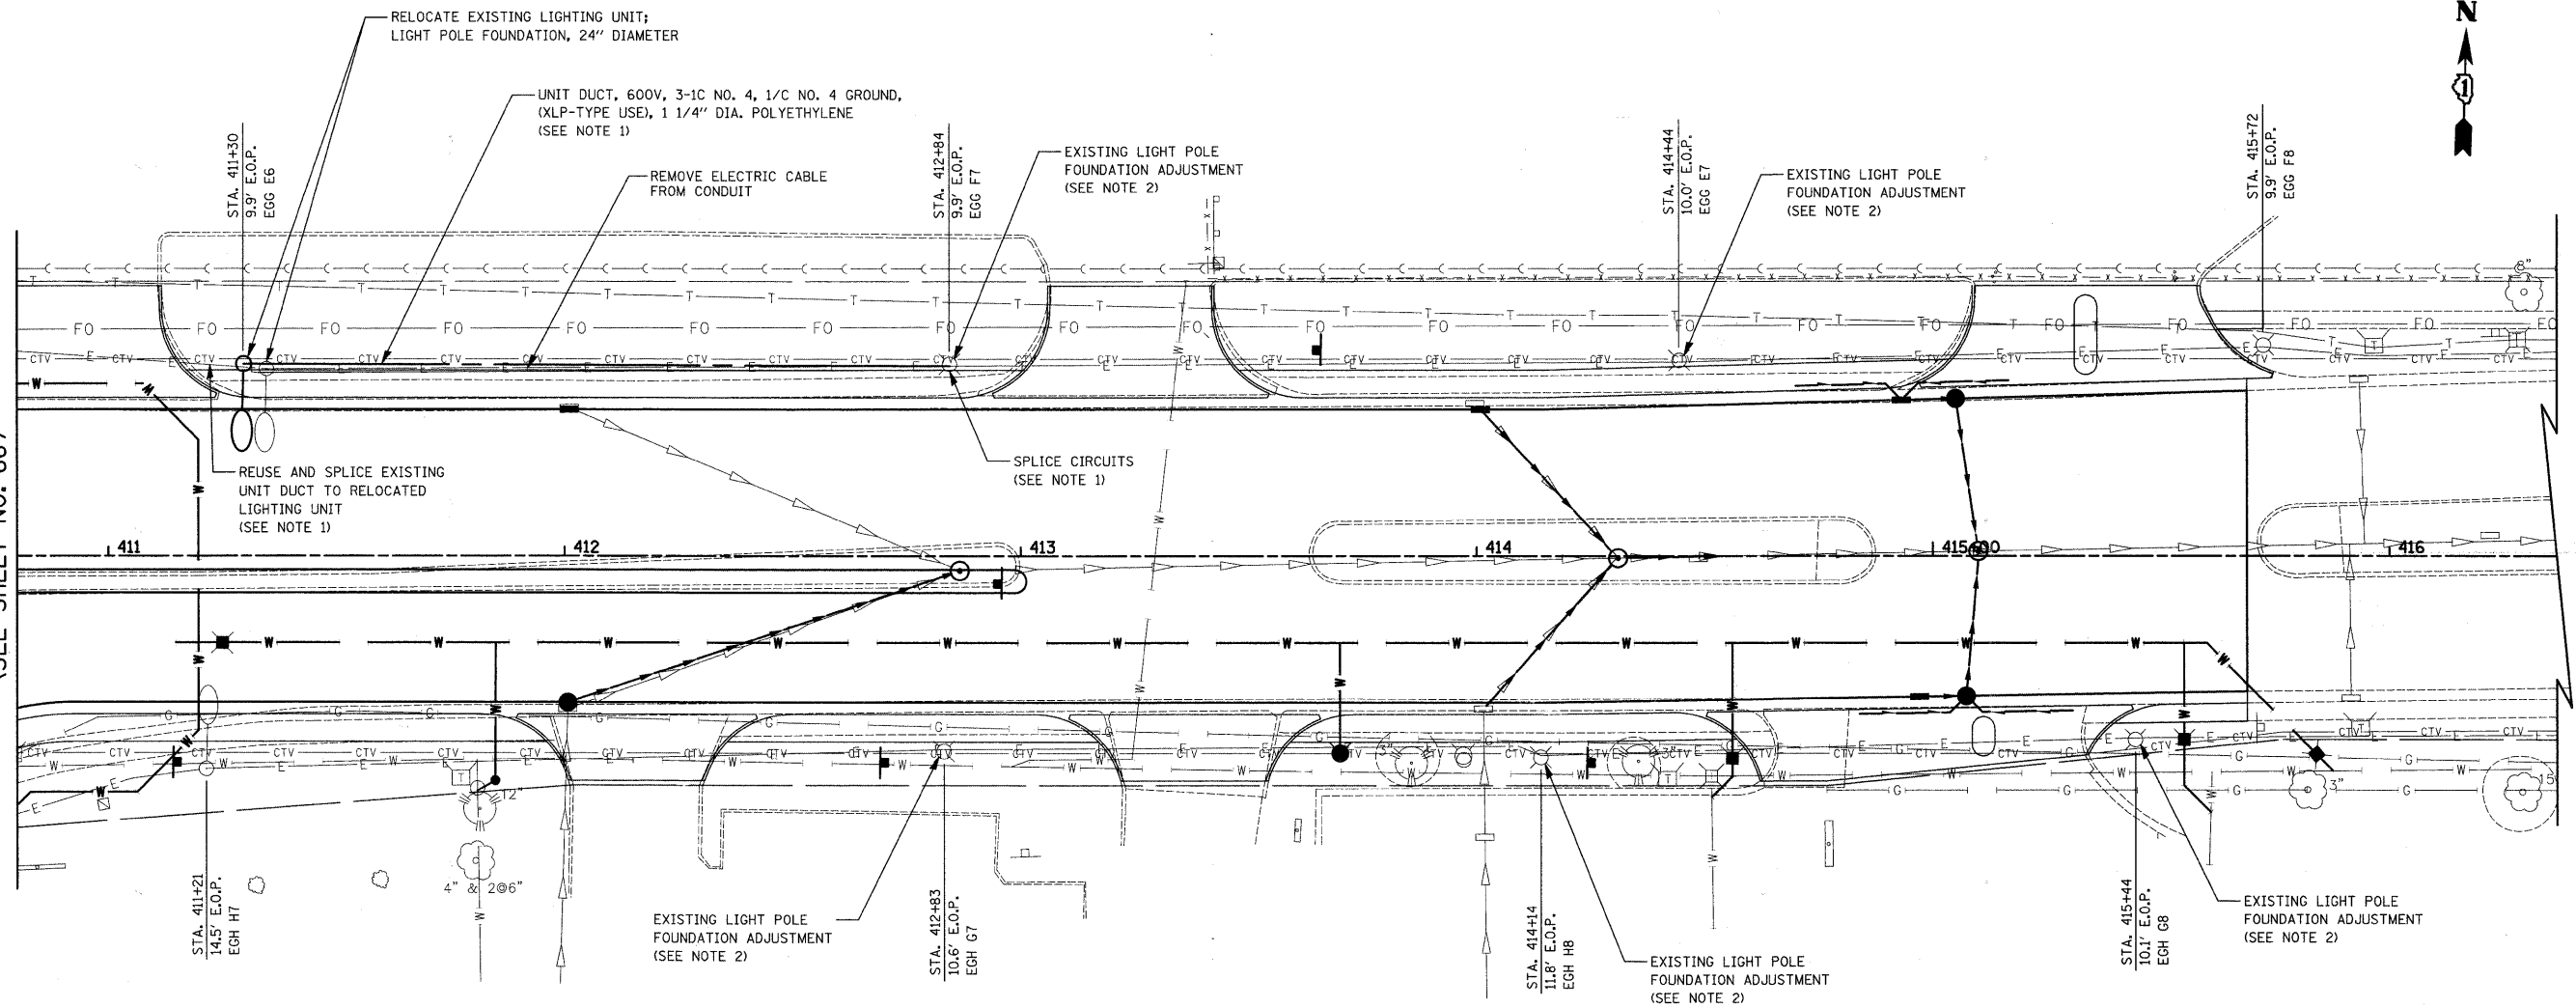 RELOCATE EXISTING LIGHTING UNIT;
LIGHT POLE FOUNDATION, 24" DIAMETER
UNIT DUCT, 600V, 3-1C NO. 4, 1/C NO. 4 GROUND,
(XLP-TYPE USE), 1 1/4" DIA. POLYETHYLENE
(SEE NOTE 1)
REMOVE ELECTRIC CABLE
FROM CONDUIT
STA. 411+30
9.9' E.O.P.
EGG E6
STA. 412+84
9.9' E.O.P.
EGG F7
EXISTING LIGHT POLE
FOUNDATION ADJUSTMENT
(SEE NOTE 2)
STA. 414+44
10.0' E.O.P.
EGG E7
EXISTING LIGHT POLE
FOUNDATION ADJUSTMENT
(SEE NOTE 2)
STA. 415+72
9.9' E.O.P.
EGG F8
N
1
8"
REUSE AND SPLICE EXISTING
UNIT DUCT TO RELOCATED
LIGHTING UNIT
(SEE NOTE 1)
SPLICE CIRCUITS
(SEE NOTE 1)
411
412
413
414
415+00
416
12"
4" & 2@6"
3"
3"
3"
15
STA. 411+21
14.5' E.O.P.
EGH H7
EXISTING LIGHT POLE
FOUNDATION ADJUSTMENT
(SEE NOTE 2)
STA. 412+83
10.6' E.O.P.
EGH G7
STA. 414+14
11.8' E.O.P.
EGH H8
EXISTING LIGHT POLE
FOUNDATION ADJUSTMENT
(SEE NOTE 2)
STA. 415+44
10.1' E.O.P.
EGH G8
EXISTING LIGHT POLE
FOUNDATION ADJUSTMENT
(SEE NOTE 2)